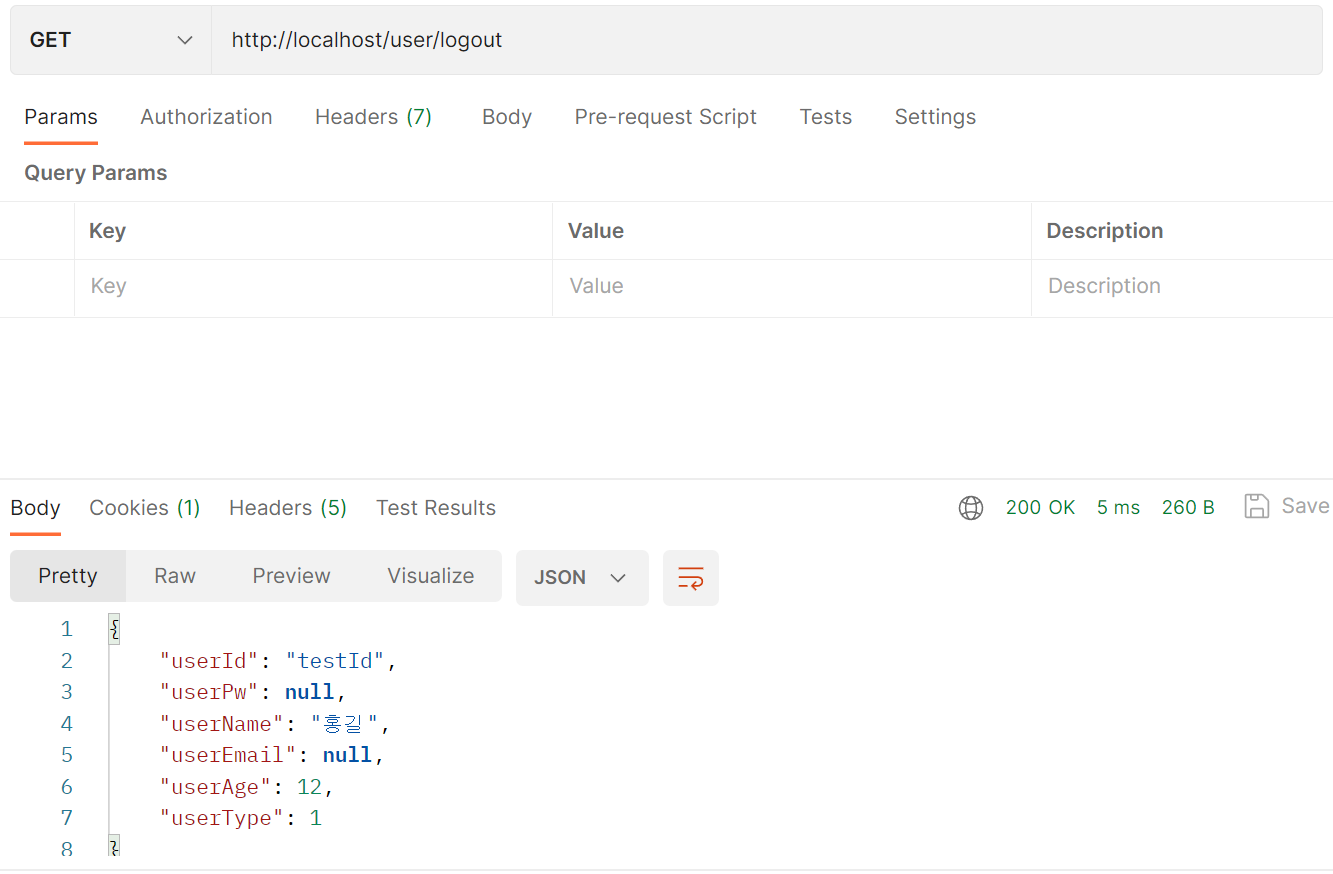 GET http://localhost/user/logout
Params Authorization Headers (7) Body Pre-request Script Tests Settings
Query Params
Key Value Description
Key Value Description
Body Cookies (1) Headers (5) Test Results 200 OK 5 ms 260 B Save
Pretty Raw Preview Visualize JSON
1 {
2 "userId": "testId",
3 "userPw": null,
4 "userName": "홍길",
5 "userEmail": null,
6 "userAge": 12,
7 "userType": 1
8 }